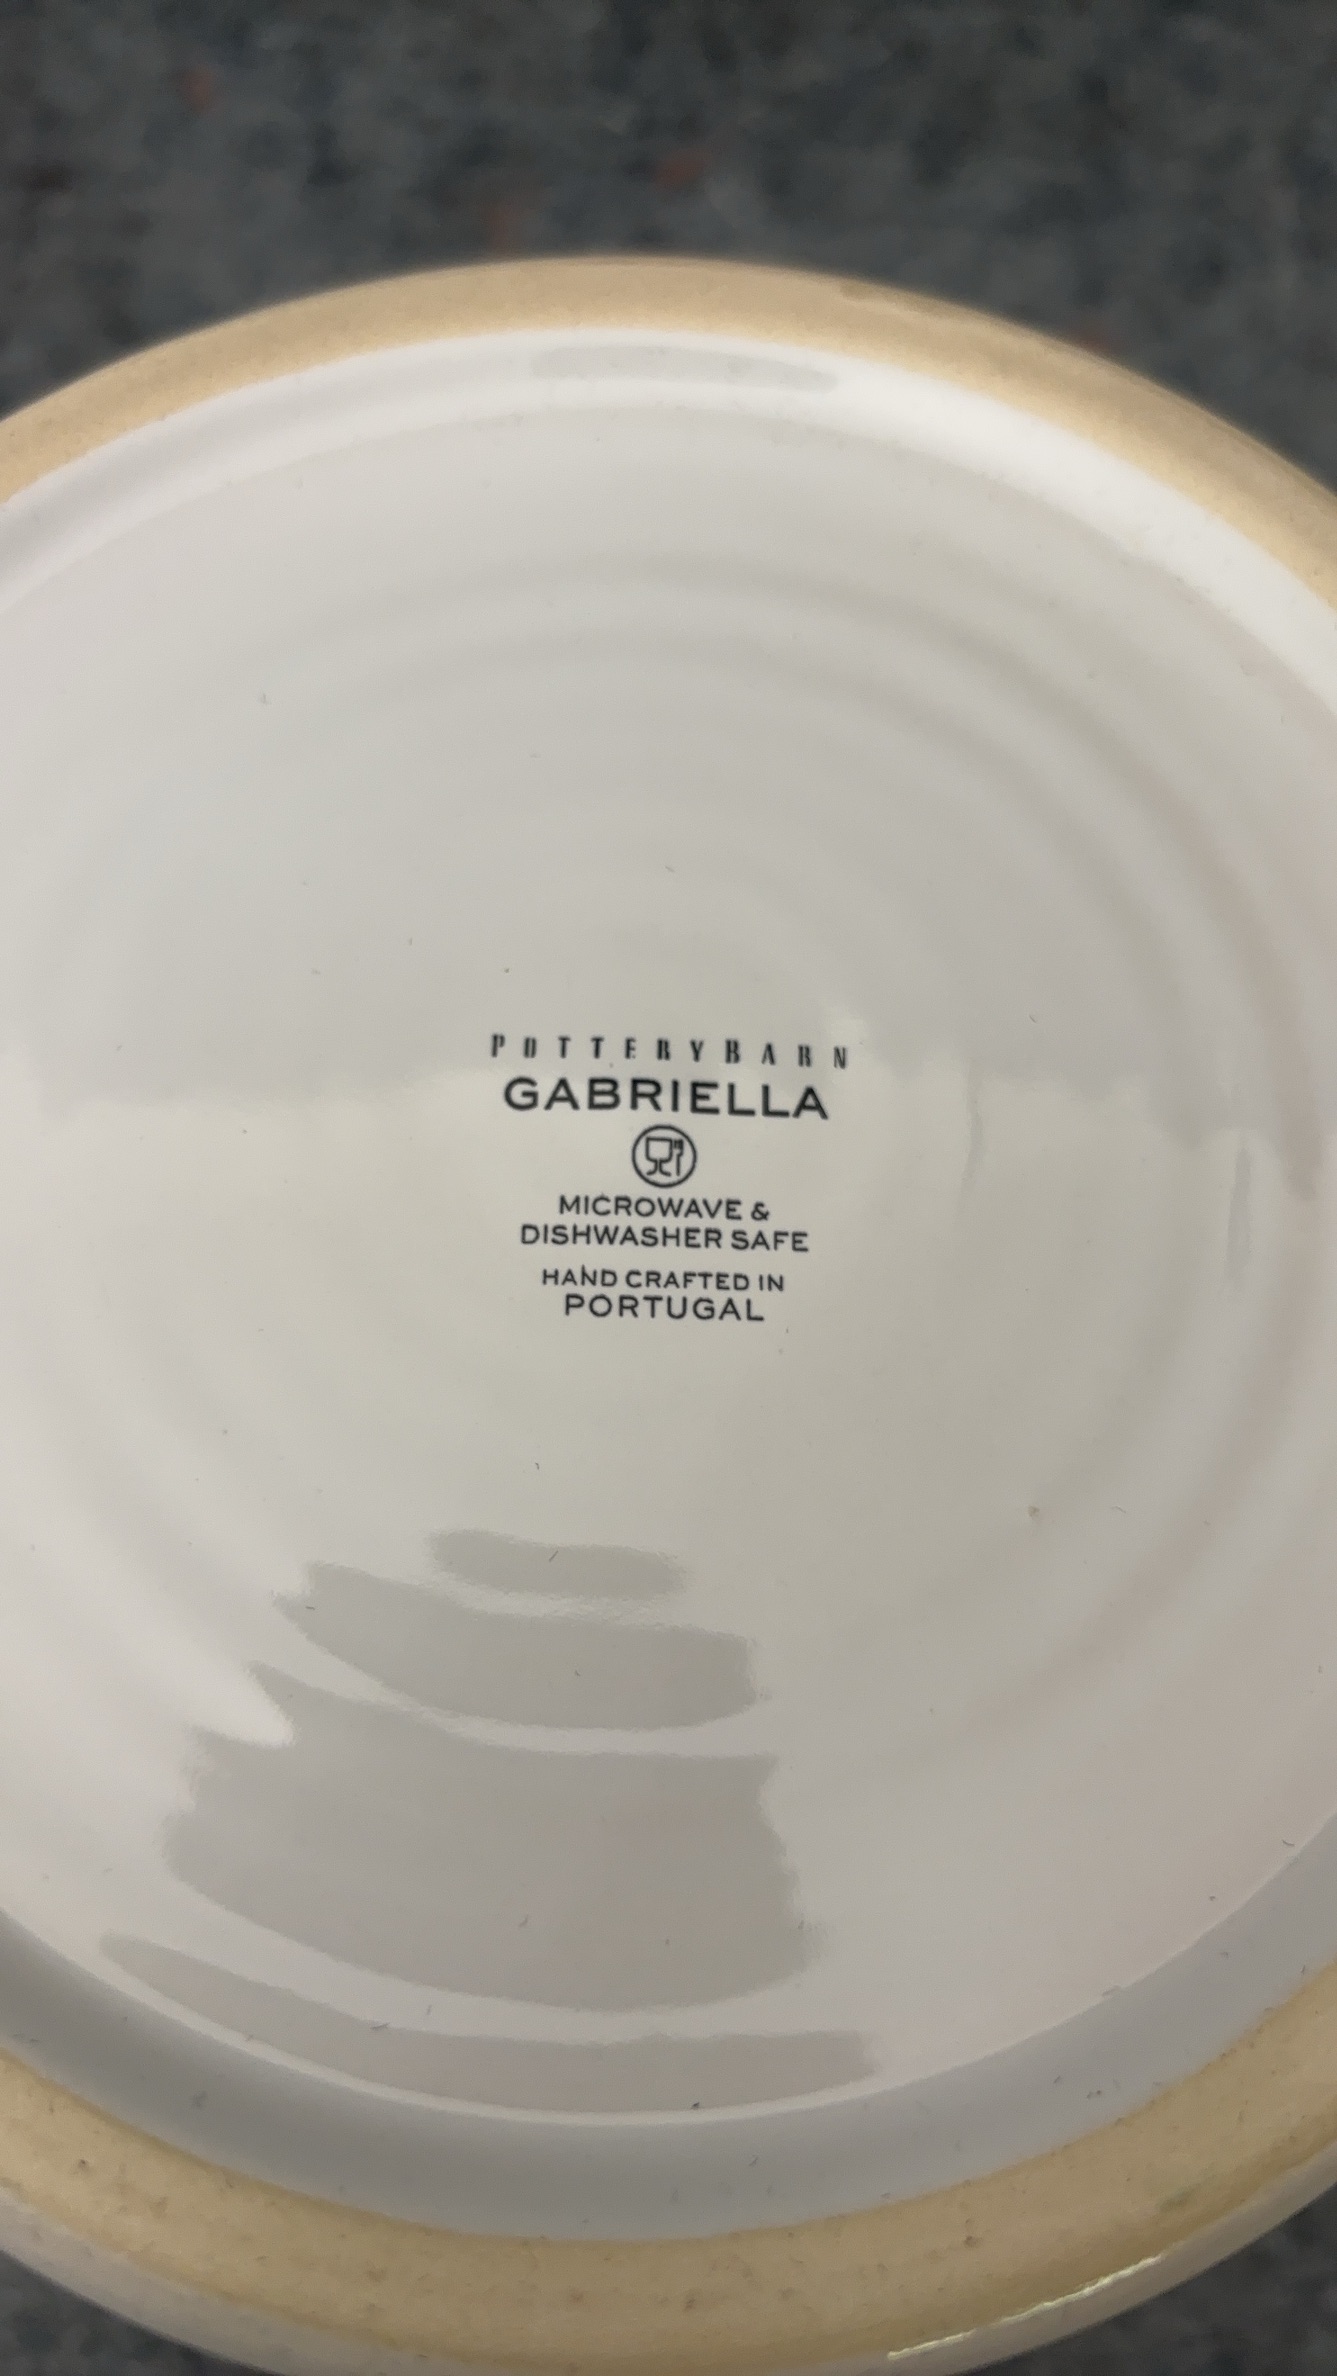 POTTERYBARN
GABRIELLA
MICROWAVE &
DISHWASHER SAFE
HAND CRAFTED IN
PORTUGAL